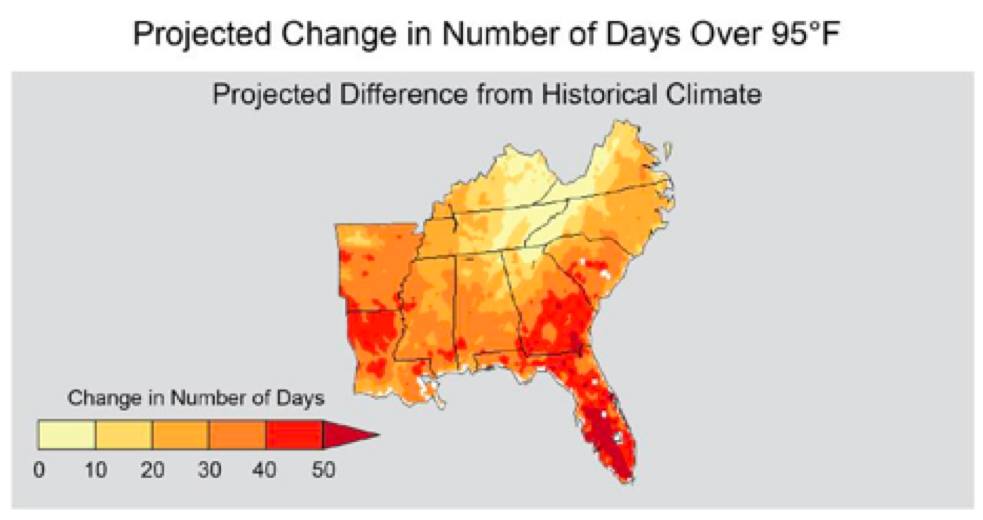 Projected Change in Number of Days Over 95°F
Projected Difference from Historical Climate
Change in Number of Days
0 10 20 30 40 50